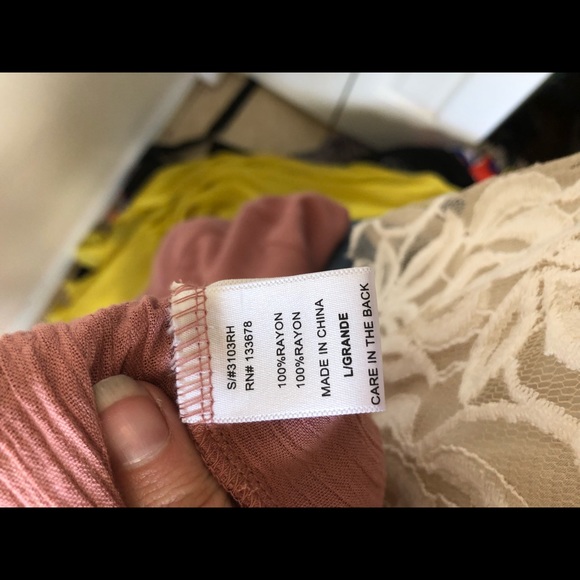 S/#3103RH
RN# 133678
100%RAYON
100%RAYON
MADE IN CHINA
L/GRANDE
CARE IN THE BACK